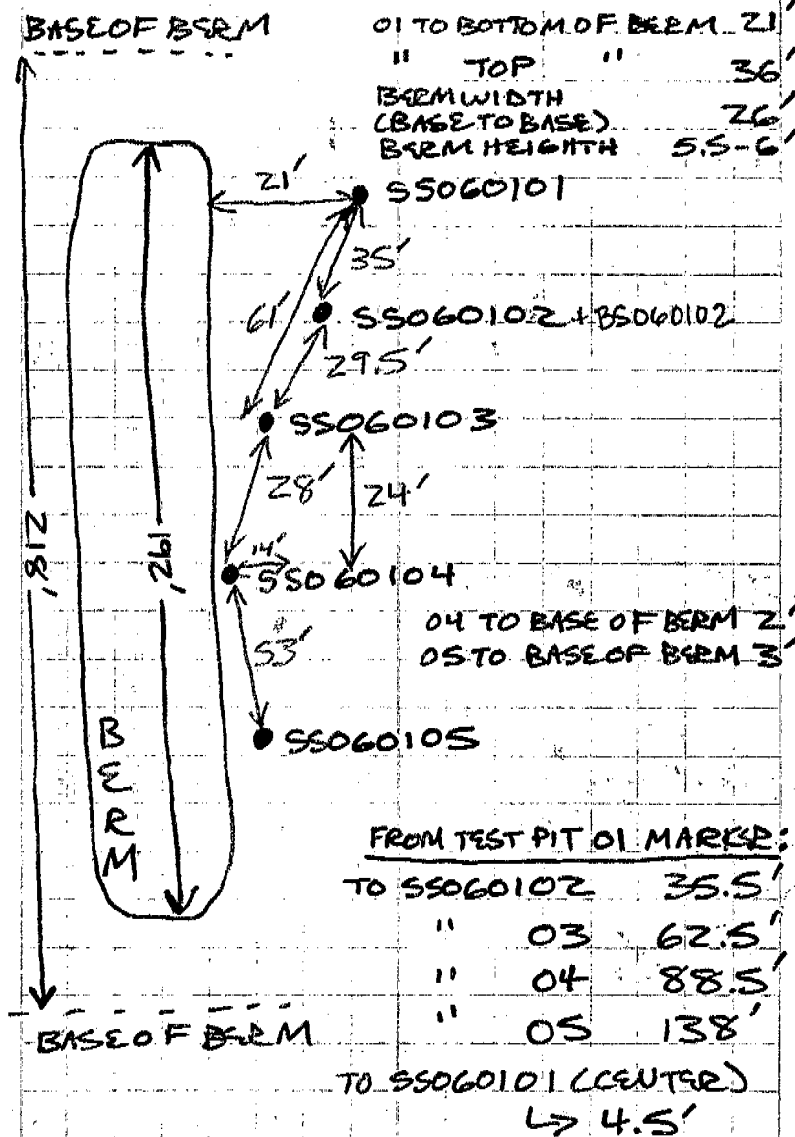 BASE OF BERM
01 TO BOTTOM OF BERM 21'
" TOP " 36'
BERM WIDTH
(BASE TO BASE) 26'
BERM HEIGHTH 5.5-6'
21'
SS060101
35'
61'
SS060102 + BS060102
29.5'
SS060103
28'
24'
218'
192'
14'
SS060104
04 TO BASE OF BERM 2'
05 TO BASE OF BERM 3'
53'
SS060105
BERM
FROM TEST PIT 01 MARKER:
TO SS060102 35.5'
" 03 62.5'
" 04 88.5'
" 05 138'
BASE OF BERM
TO SS060101 (CENTER)
↳ 4.5'